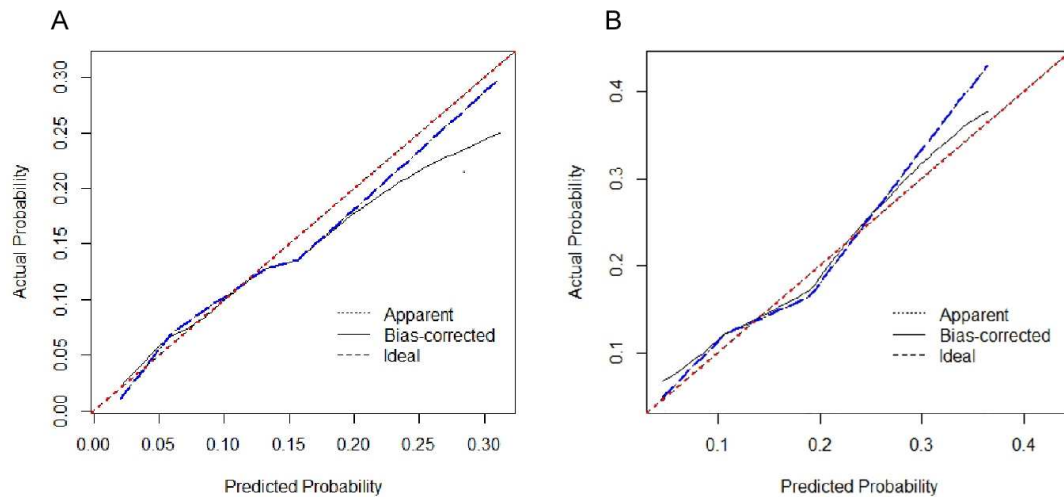 A
0.30
0.25
0.20
0.15
0.10
0.05
0.00
Actual Probability
Apparent
Bias-corrected
Ideal
0.00 0.05 0.10 0.15 0.20 0.25 0.30
Predicted Probability
B
0.4
0.3
0.2
0.1
Actual Probability
Apparent
Bias-corrected
Ideal
0.1 0.2 0.3 0.4
Predicted Probability